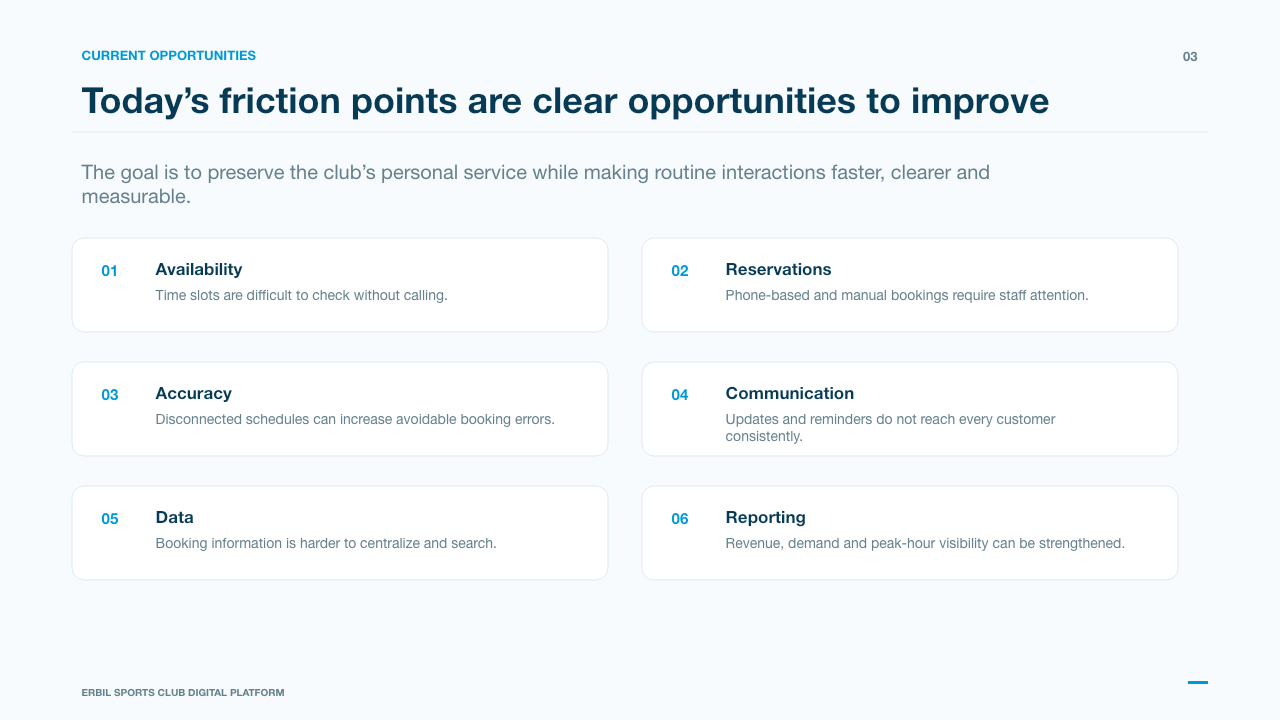 CURRENT OPPORTUNITIES
03
Today’s friction points are clear opportunities to improve
The goal is to preserve the club’s personal service while making routine interactions faster, clearer and
measurable.
01
Availability
Time slots are difficult to check without calling.
02
Reservations
Phone-based and manual bookings require staff attention.
03
Accuracy
Disconnected schedules can increase avoidable booking errors.
04
Communication
Updates and reminders do not reach every customer
consistently.
05
Data
Booking information is harder to centralize and search.
06
Reporting
Revenue, demand and peak-hour visibility can be strengthened.
ERBIL SPORTS CLUB DIGITAL PLATFORM